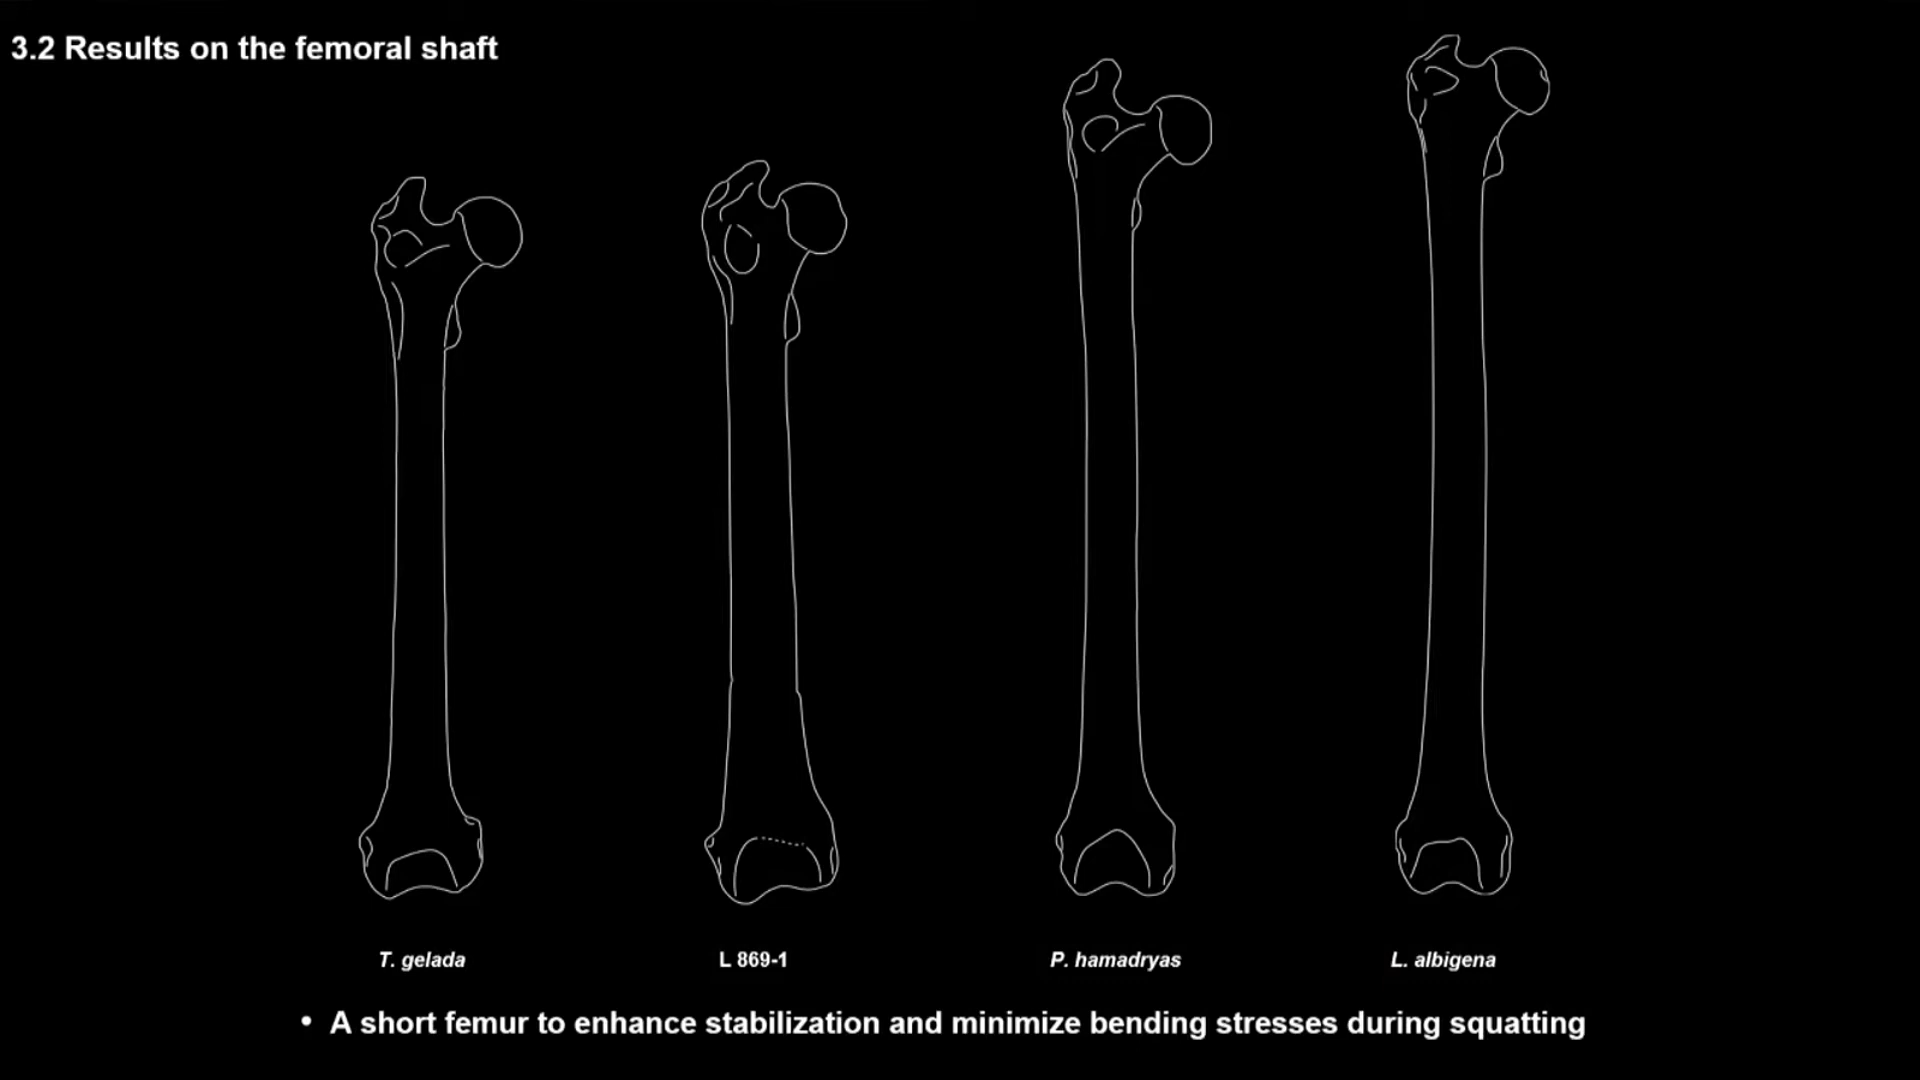 3.2 Results on the femoral shaft
T. gelada
L 869-1
P. hamadryas
L. albigena
• A short femur to enhance stabilization and minimize bending stresses during squatting